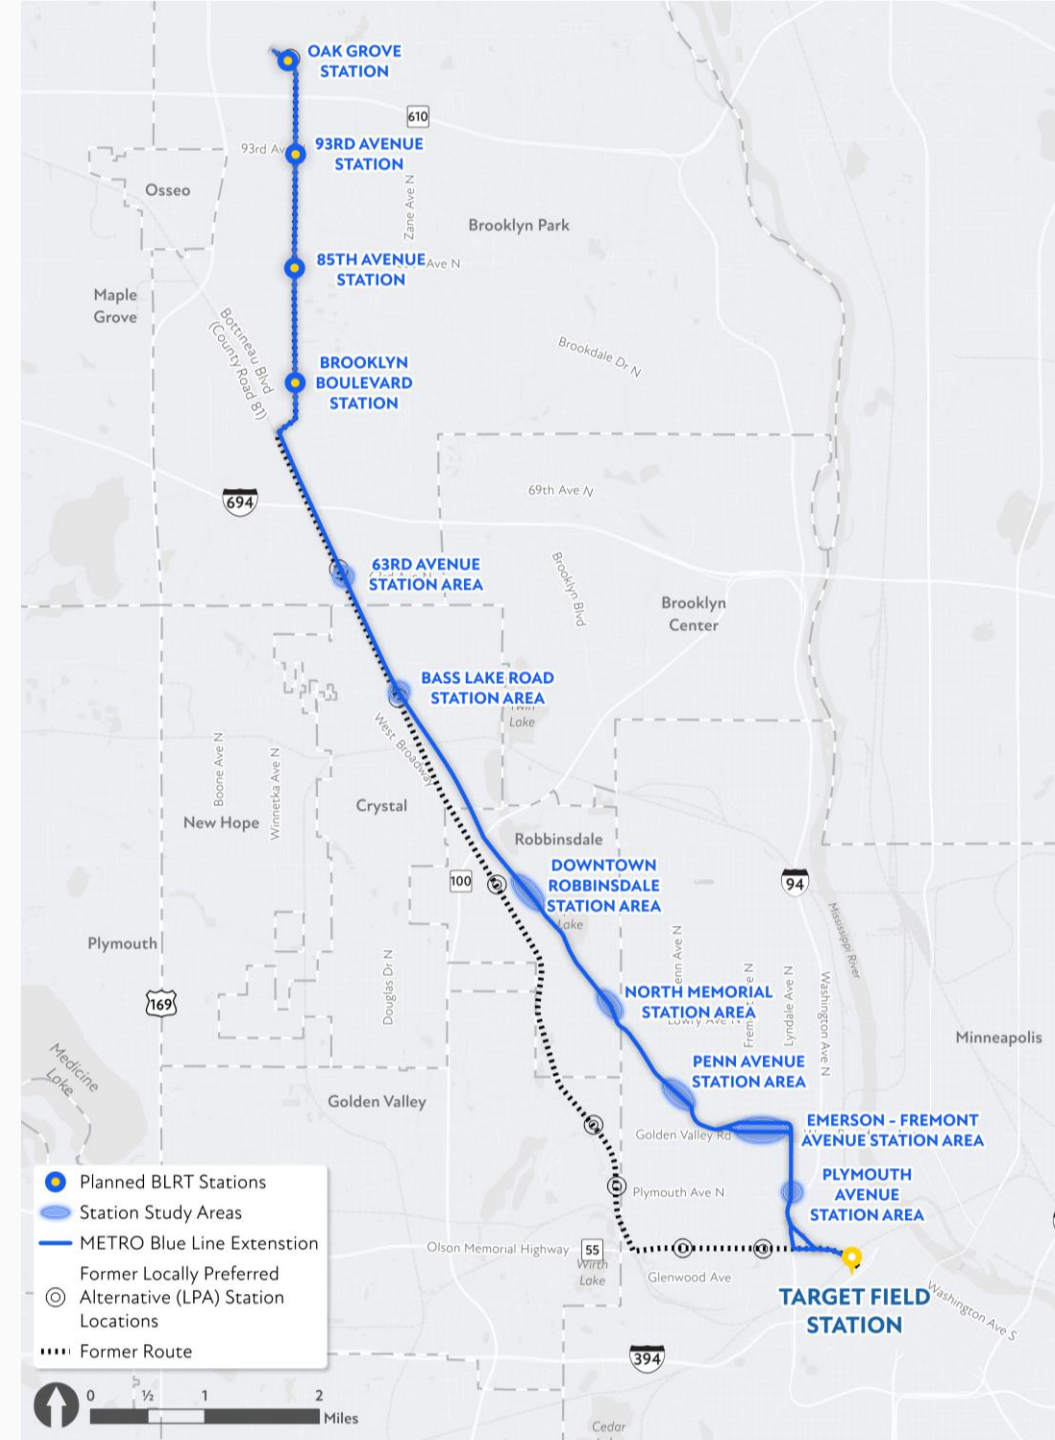 OAK GROVE
STATION
610
93rd Av
93RD AVENUE
STATION
Osseo
Zane Ave N
Brooklyn Park
85TH AVENUE
STATION
Ave N
Maple
Grove
Bottineau Blvd
(County Road 81)
Brookdale Dr N
BROOKLYN
BOULEVARD
STATION
694
69th Ave N
63RD AVENUE
STATION AREA
Brooklyn Blvd
Brooklyn
Center
BASS LAKE ROAD
STATION AREA
Lake
West Broadway
Boone Ave N
Winnetka Ave N
Crystal
New Hope
Robbinsdale
100
DOWNTOWN
ROBBINSDALE
STATION AREA
Lake
94
Mississippi River
Plymouth
169
Douglas Dr N
enn Ave N
NORTH MEMORIAL
STATION AREA
Lowry Ave N
Frem
e N
Lyndale Ave N
Washington Ave N
Minneapolis
Medicine
Lake
PENN AVENUE
STATION AREA
Golden Valley
EMERSON – FREMONT
AVENUE STATION AREA
Golden Valley Rd
PLYMOUTH
AVENUE
STATION AREA
Plymouth Ave N
Olson Memorial Highway
55
Wirth
Lake
Glenwood Ave
TARGET FIELD
STATION
Washington Ave S
394
Cedar
Planned BLRT Stations
Station Study Areas
METRO Blue Line Extenstion
Former Locally Preferred
Alternative (LPA) Station
Locations
Former Route
0 ½ 1 2
Miles